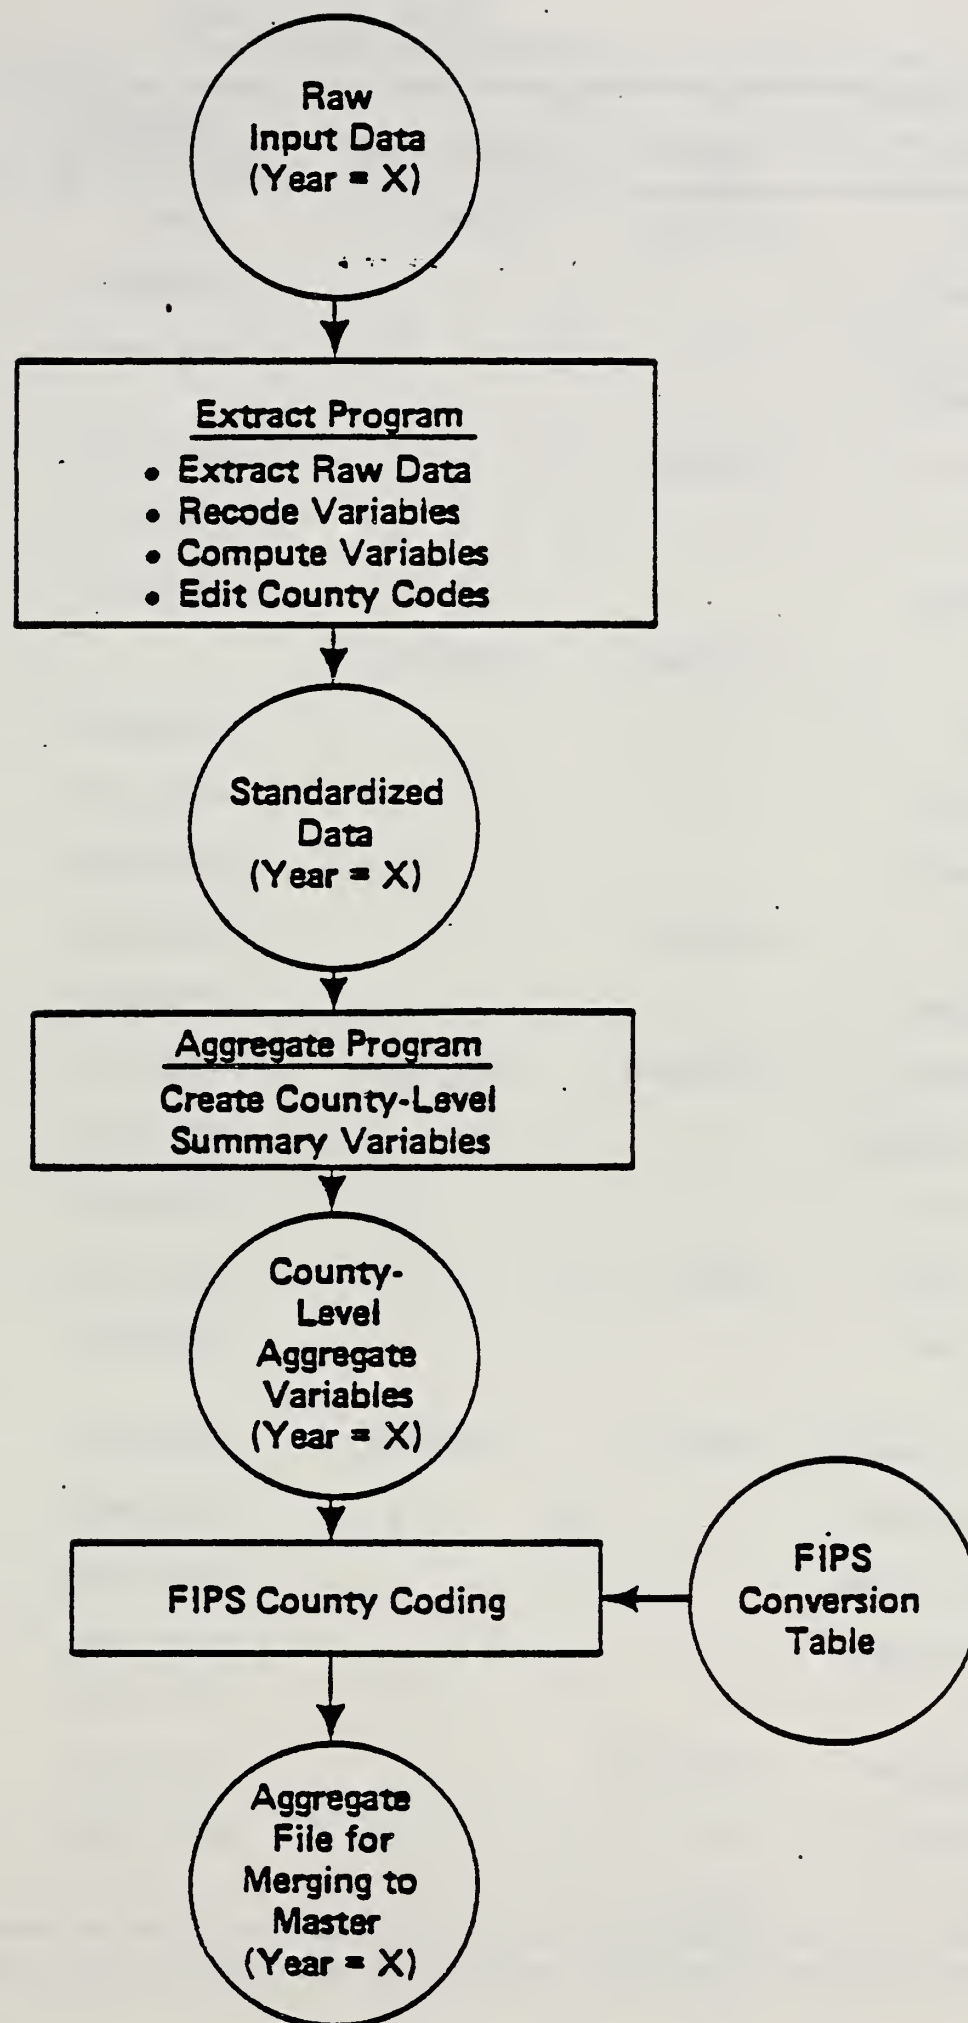 Raw
Input Data
(Year = X)
Extract Program
• Extract Raw Data
• Recode Variables
• Compute Variables
• Edit County Codes
Standardized
Data
(Year = X)
Aggregate Program
Create County-Level
Summary Variables
County-
Level
Aggregate
Variables
(Year = X)
FIPS County Coding
FIPS
Conversion
Table
Aggregate
File for
Merging to
Master
(Year = X)